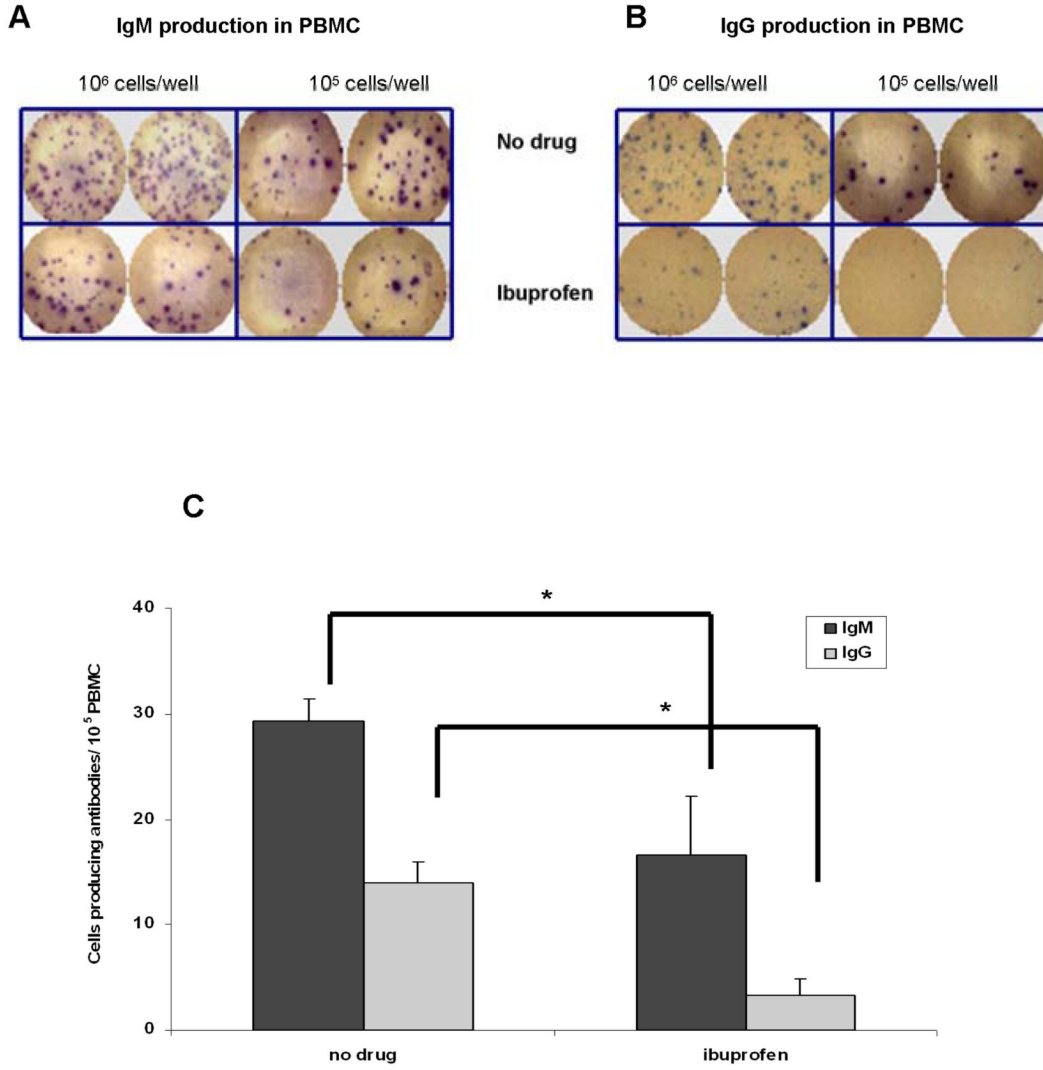 A
IgM production in PBMC
10⁶ cells/well
10⁵ cells/well
B
IgG production in PBMC
10⁶ cells/well
10⁵ cells/well
No drug
Ibuprofen
C
Cells producing antibodies/ 10⁵ PBMC
40
30
20
10
0
*
*
IgM
IgG
no drug
ibuprofen